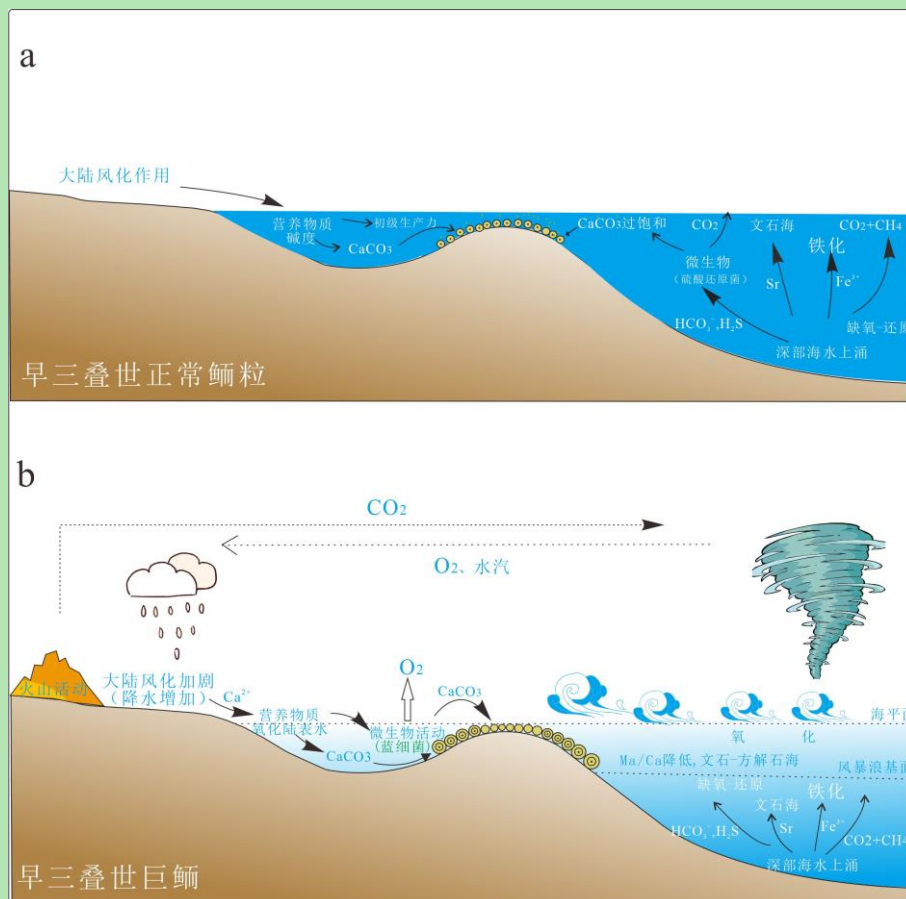 a
大陆风化作用
营养物质
碱度
初级生产力
CaCO3
CaCO3过饱和
CO2
文石海
CO2+CH4
铁化
微生物
(硫酸还原菌)
Sr
Fe²⁺
HCO3⁻,H2S
缺氧-还原
深部海水上涌
早三叠世正常鲕粒
b
CO2
O2、水汽
火山活动
大陆风化加剧
（降水增加）
Ca²⁺
O2
CaCO3
营养物质
氧化陆表水
微生物活动
(蓝细菌)
CaCO3
海平面
氧 化
Ma/Ca降低,文石-方解石海
风暴浪基面
缺氧-还原
铁化
文石海
HCO3⁻,H2S
Sr
Fe²⁺
CO2+CH4
深部海水上涌
早三叠世巨鲕